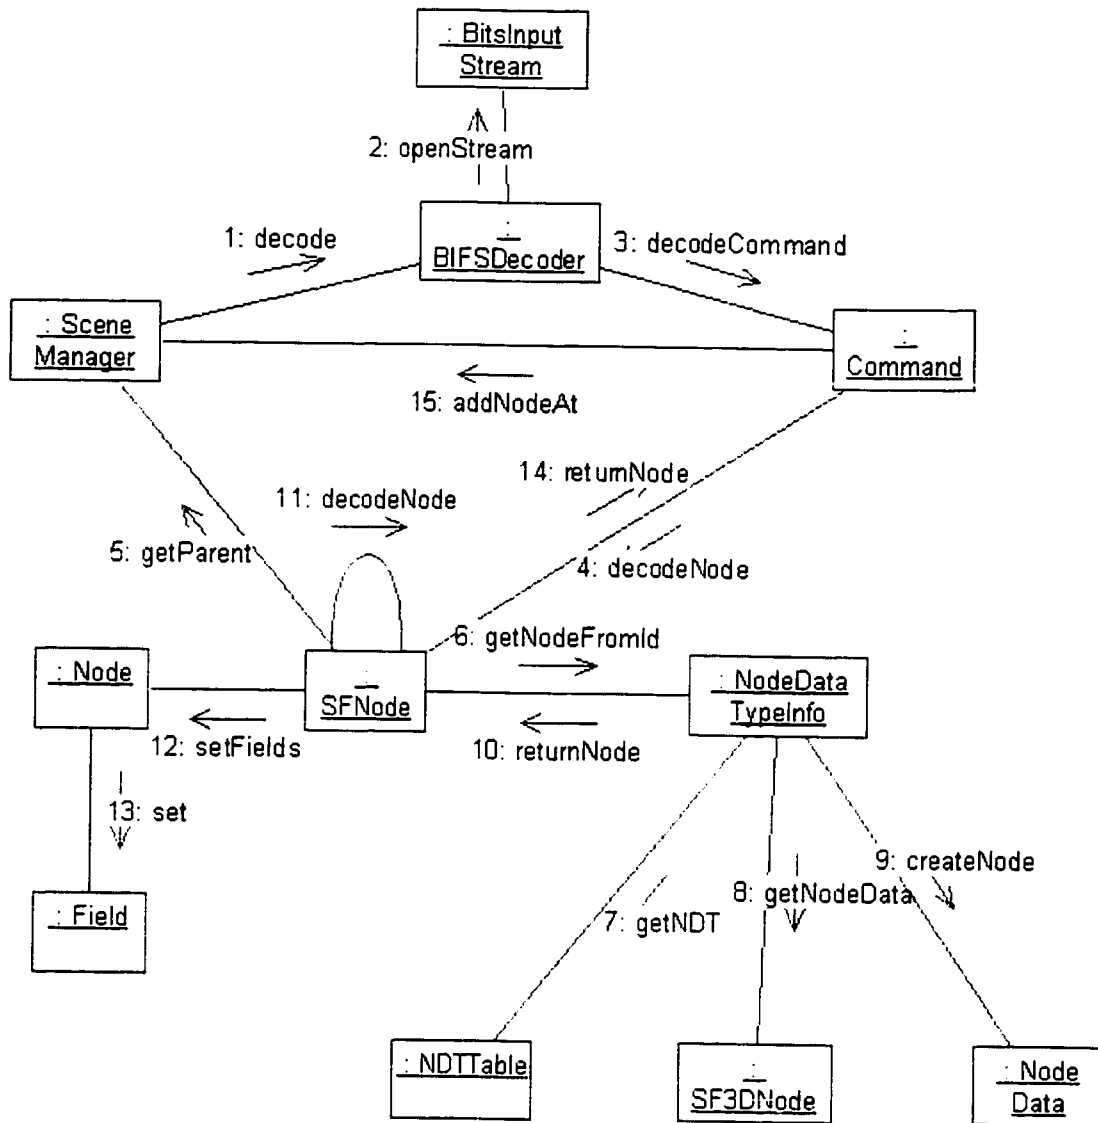 : BitsInput
Stream
2: openStream
:
BIFSDecoder
1: decode
3: decodeCommand
: Scene
Manager
:
Command
15: addNodeAt
14: returnNode
11: decodeNode
5: getParent
4: decodeNode
6: getNodeFromId
: Node
:
SFNode
: NodeData
TypeInfo
12: setFields
10: returnNode
13: set
9: createNode
8: getNodeData
7: getNDT
: Field
: NDTTable
:
SF3DNode
: Node
Data